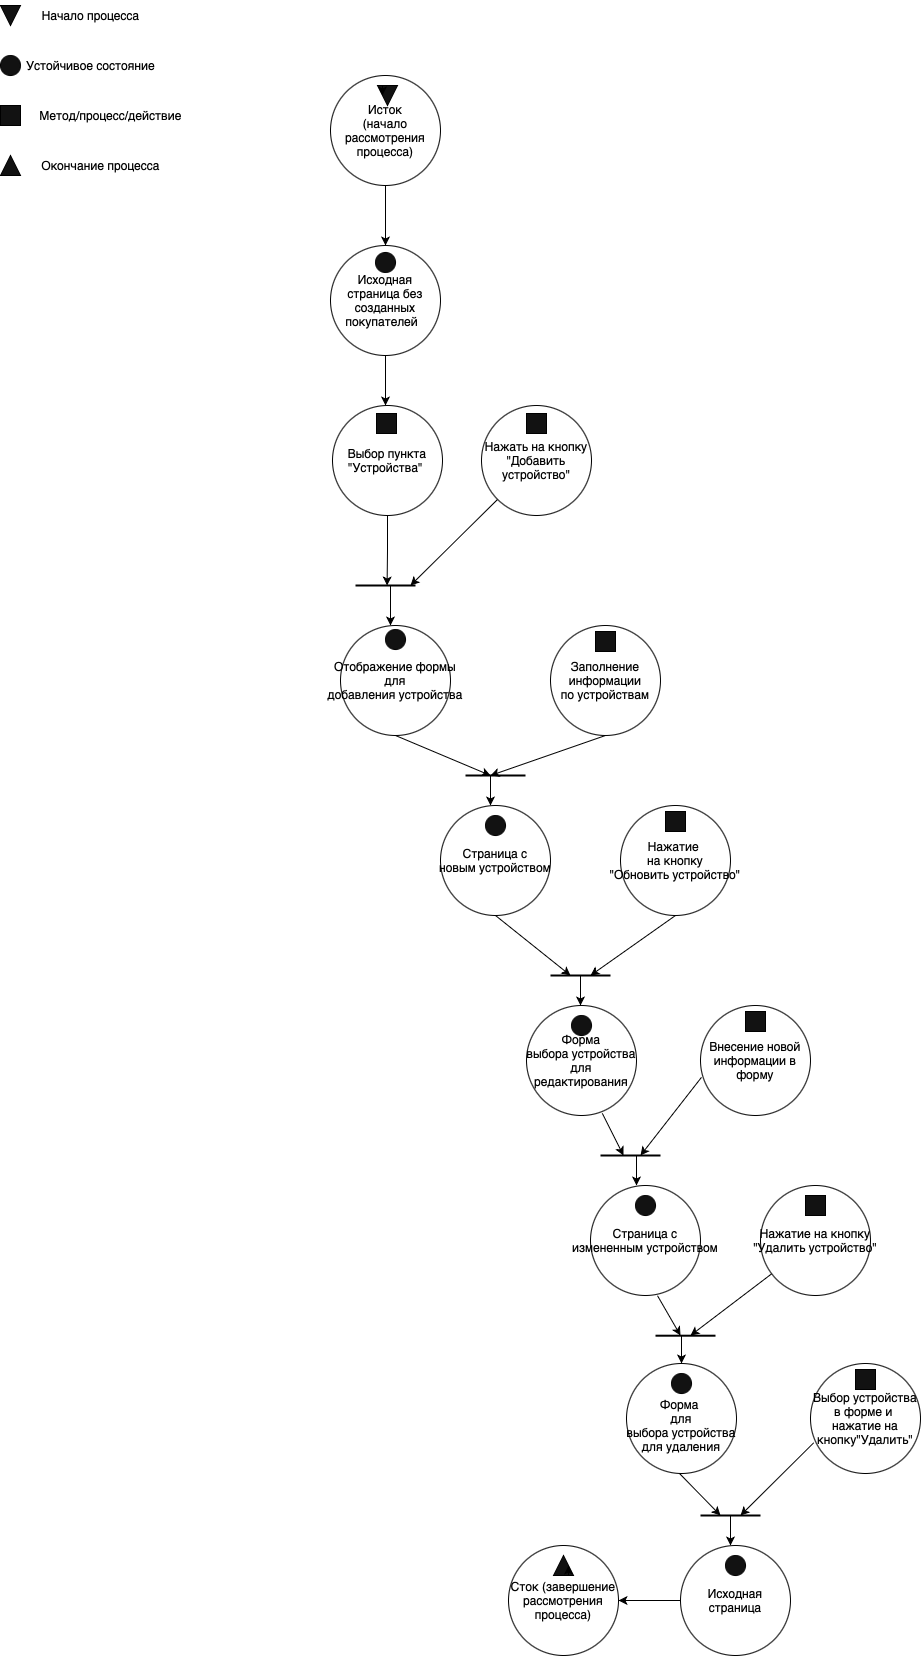 Начало процесса
Устойчивое состояние
Метод/процесс/действие
Окончание процесса
Исток
(начало
рассмотрения
процесса)
Исходная
страница без
созданных
покупателей
Выбор пункта
"Устройства"
Нажать на кнопку
"Добавить
устройство"
Отображение формы
для
добавления устройства
Заполнение
информации
по устройствам
Страница с
новым устройством
Нажатие
на кнопку
"Обновить устройство"
Форма
выбора устройства
для
редактирования
Внесение новой
информации в
форму
Страница с
измененным устройством
Нажатие на кнопку
"Удалить устройство"
Форма
для
выбора устройства
для удаления
Выбор устройства
в форме и
нажатие на
кнопку"Удалить"
Сток (завершение
рассмотрения
процесса)
Исходная
страница